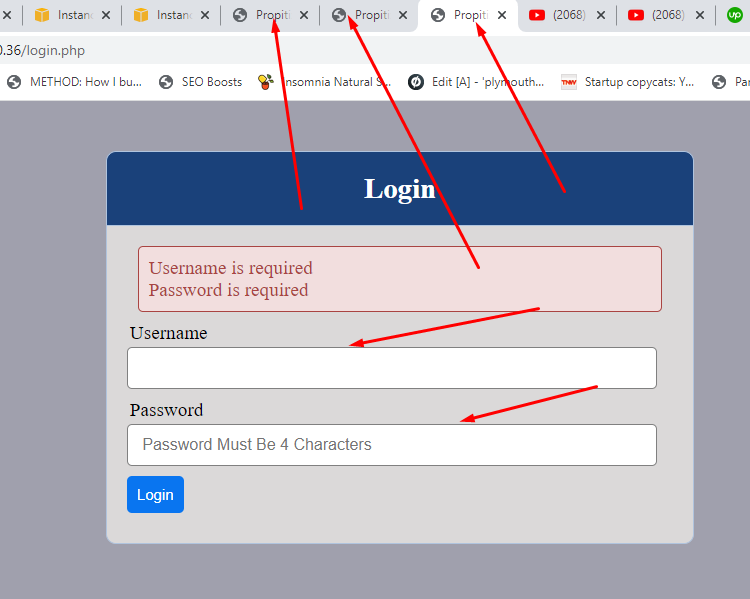 Instanc
Instanc
Propiti
Propiti
Propiti
(2068)
(2068)
up
0.36/login.php
METHOD: How I bu...
SEO Boosts
Insomnia Natural S...
Edit [A] - 'plymouth...
TNW
Startup copycats: Y...
Par
Login
Username is required
Password is required
Username
Password
Password Must Be 4 Characters
Login